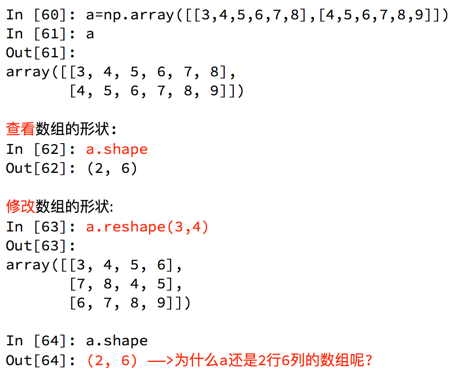 In [60]: a=np.array([[3,4,5,6,7,8],[4,5,6,7,8,9]])
In [61]: a
Out[61]:
array([[3, 4, 5, 6, 7, 8],
       [4, 5, 6, 7, 8, 9]])
查看数组的形状:
In [62]: a.shape
Out[62]: (2, 6)
修改数组的形状:
In [63]: a.reshape(3,4)
Out[63]:
array([[3, 4, 5, 6],
       [7, 8, 4, 5],
       [6, 7, 8, 9]])
In [64]: a.shape
Out[64]: (2, 6) ——>为什么a还是2行6列的数组呢?